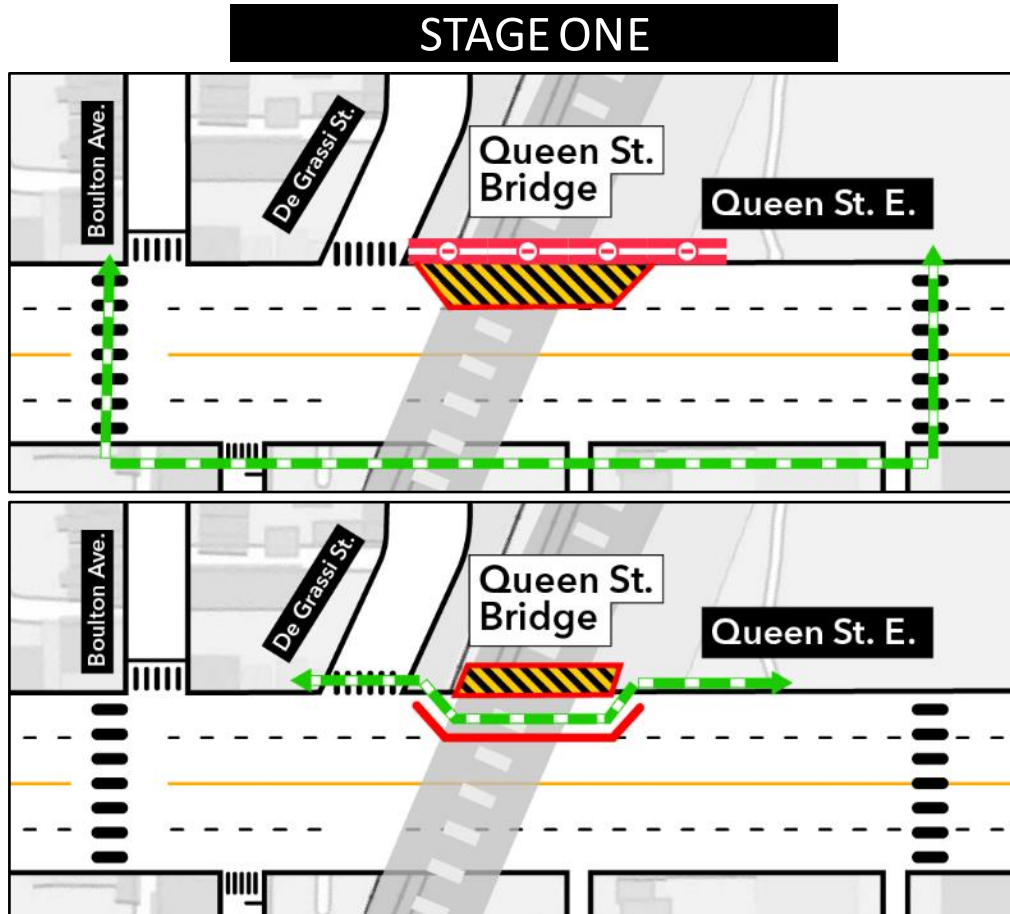 STAGE ONE
Boulton Ave.
De Grassi St.
Queen St.
Bridge
Queen St. E.
Boulton Ave.
De Grassi St.
Queen St.
Bridge
Queen St. E.